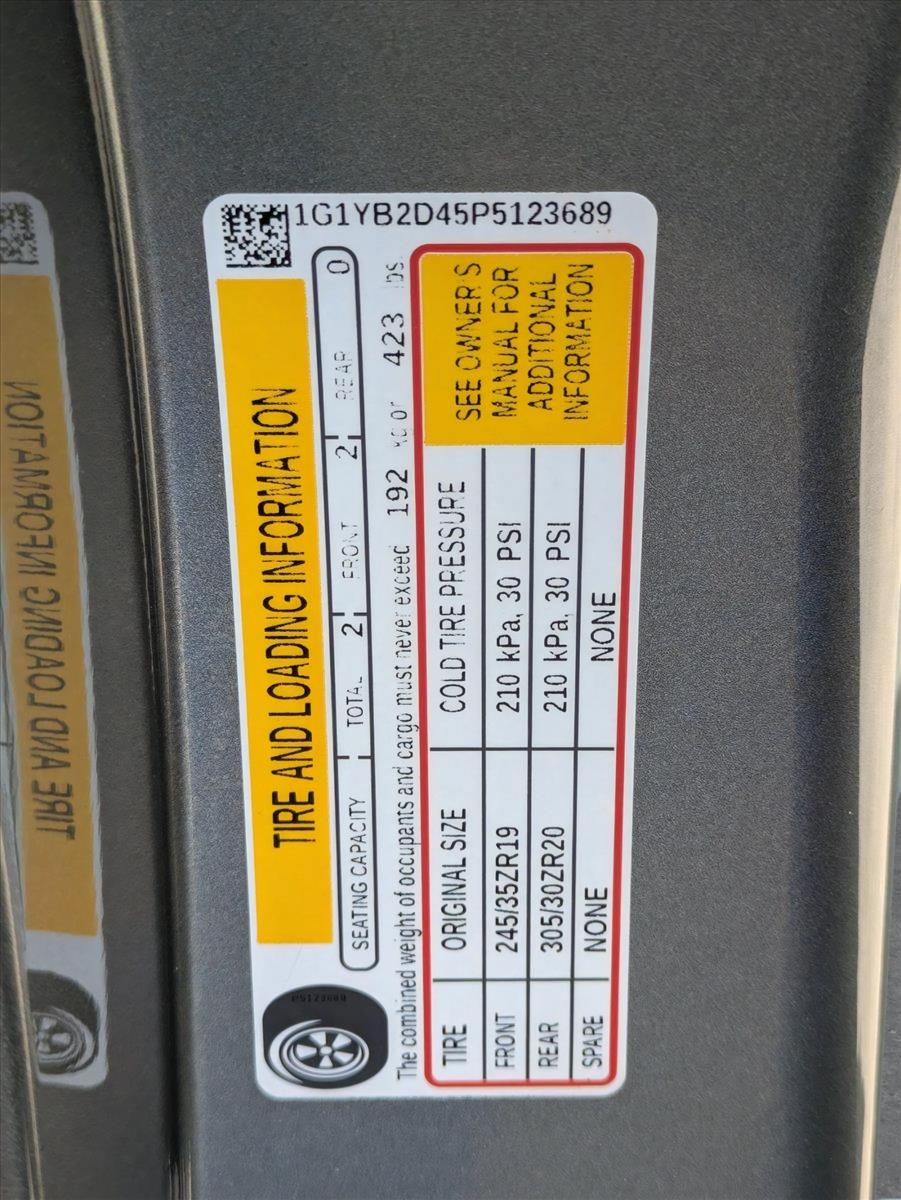 1G1YB2D45P5123689
TIRE AND LOADING INFORMATION
SEATING CAPACITY TOTAL 2 FRONT 2 REAR 0
The combined weight of occupants and cargo must never exceed 192 kg or 423 lbs.
TIRE ORIGINAL SIZE COLD TIRE PRESSURE
FRONT 245/35ZR19 210 kPa, 30 PSI
REAR 305/30ZR20 210 kPa, 30 PSI
SPARE NONE NONE
SEE OWNER'S
MANUAL FOR
ADDITIONAL
INFORMATION
P5123689
TIRE AND LOADING INFORMATION